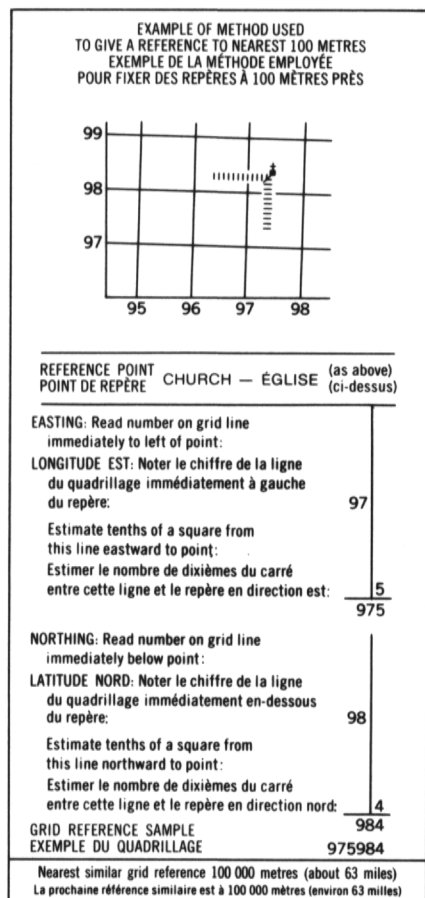 EXAMPLE OF METHOD USED
TO GIVE A REFERENCE TO NEAREST 100 METRES
EXEMPLE DE LA MÉTHODE EMPLOYÉE
POUR FIXER DES REPÈRES À 100 MÈTRES PRÈS
99
98
97
95 96 97 98
REFERENCE POINT CHURCH — ÉGLISE (as above)
POINT DE REPÈRE (ci-dessus)
EASTING: Read number on grid line
immediately to left of point:
LONGITUDE EST: Noter le chiffre de la ligne
du quadrillage immédiatement à gauche
du repère: 97
Estimate tenths of a square from
this line eastward to point:
Estimer le nombre de dixièmes du carré
entre cette ligne et le repère en direction est: 5
975
NORTHING: Read number on grid line
immediately below point:
LATITUDE NORD: Noter le chiffre de la ligne
du quadrillage immédiatement en-dessous
du repère: 98
Estimate tenths of a square from
this line northward to point:
Estimer le nombre de dixièmes du carré
entre cette ligne et le repère en direction nord: 4
984
GRID REFERENCE SAMPLE
EXEMPLE DU QUADRILLAGE 975984
Nearest similar grid reference 100 000 metres (about 63 miles)
La prochaine référence similaire est à 100 000 mètres (environ 63 milles)